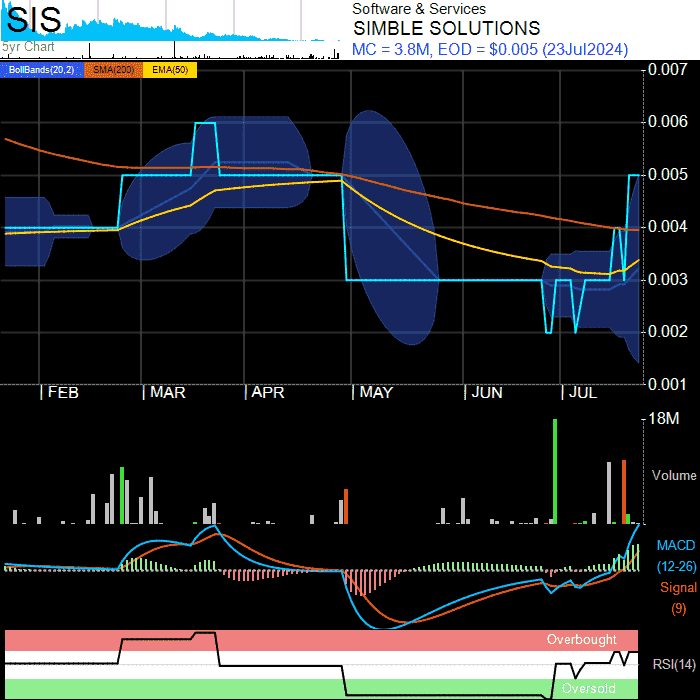 SIS
5yr Chart
Software & Services
SIMBLE SOLUTIONS
MC = 3.8M, EOD = $0.005 (23Jul2024)
BollBands(20,2) SMA(200) EMA(50)
0.007
0.006
0.005
0.004
0.003
0.002
0.001
| FEB | MAR | APR | MAY | JUN | JUL
18M
Volume
MACD
(12-26)
Signal
(9)
Overbought
RSI(14)
Oversold